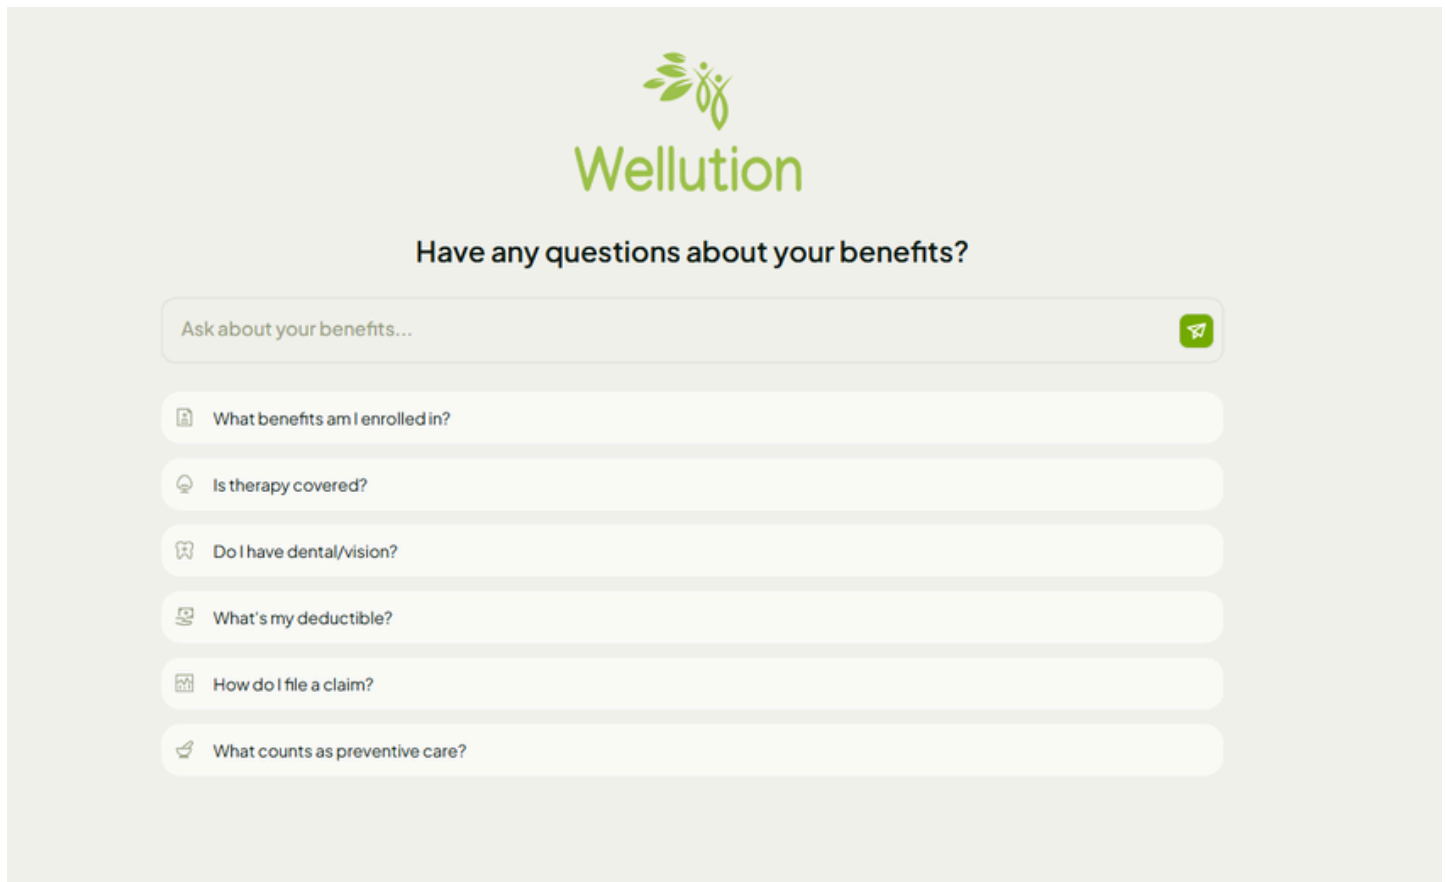 Wellution
Have any questions about your benefits?
Ask about your benefits...
What benefits am I enrolled in?
Is therapy covered?
Do I have dental/vision?
What's my deductible?
How do I file a claim?
What counts as preventive care?